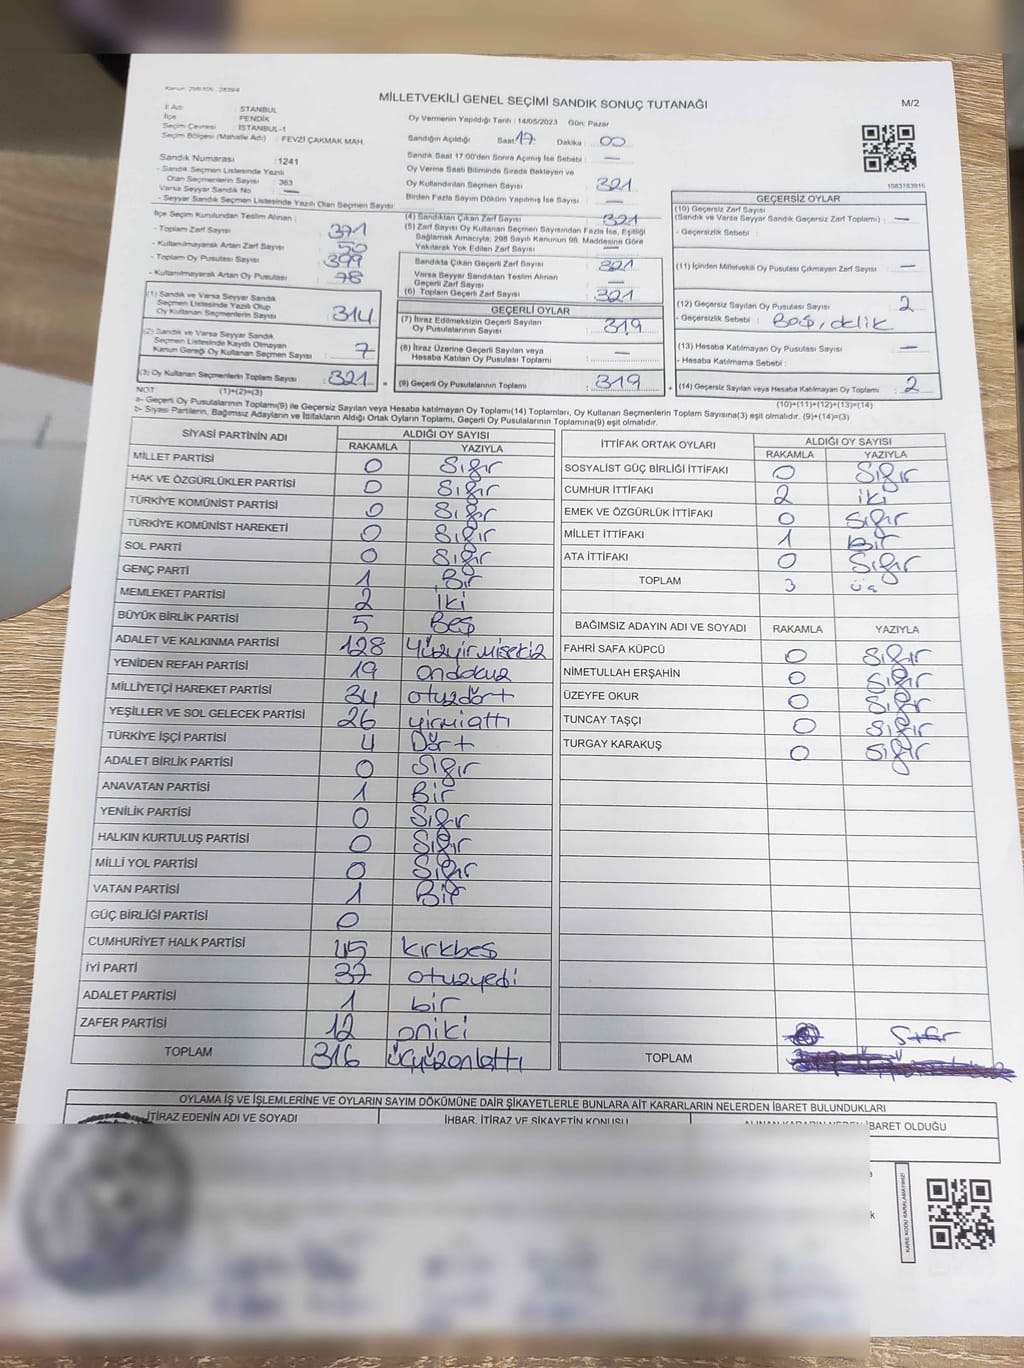 Kanun: 298/105 , 2839/4
MİLLETVEKİLİ GENEL SEÇİMİ SANDIK SONUÇ TUTANAĞI
M/2
İl Adı : STANBUL
İlçe : PENDİK
Seçim Çevresi : İSTANBUL-1
Seçim Bölgesi (Mahalle Adı) : FEVZİ ÇAKMAK MAH.
Sandık Numarası : 1241
- Sandık Seçmen Listesinde Yazılı
Olan Seçmenlerin Sayısı : 363
Varsa Seyyar Sandık No : —
- Seyyar Sandık Seçmen Listesinde Yazılı Olan Seçmen Sayısı:
İlçe Seçim Kurulundan Teslim Alınan :
- Toplam Zarf Sayısı : 371
- Kullanılmayarak Artan Zarf Sayısı : 50
- Toplam Oy Pusulası Sayısı : 399
- Kullanılmayarak Artan Oy Pusulası : 78
(1) Sandık ve Varsa Seyyar Sandık
Seçmen Listesinde Yazılı Olup
Oy Kullanan Seçmenlerin Sayısı : 314
(2) Sandık ve Varsa Seyyar Sandık
Seçmen Listesinde Kaydı Olmayan
Kanun Gereği Oy Kullanan Seçmen Sayısı : 7
(3) Oy Kullanan Seçmenlerin Toplam Sayısı : 321 =
Oy Vermenin Yapıldığı Tarih : 14/05/2023 Gün: Pazar
Sandığın Açıldığı Saat: 17 Dakika : 00
Sandık Saat 17.00'den Sonra Açılmış İse Sebebi : —
Oy Verme Saati Bitiminde Sırada Bekleyen ve
Oy Kullandırılan Seçmen Sayısı : 321
Birden Fazla Sayım Döküm Yapılmış İse Sayısı : —
(4) Sandıktan Çıkan Zarf Sayısı : 321
(5) Zarf Sayısı Oy Kullanan Seçmen Sayısından Fazla İse, Eşitliği
Sağlamak Amacıyla; 298 Sayılı Kanunun 98. Maddesine Göre
Yakılarak Yok Edilen Zarf Sayısı : —
Sandıkta Çıkan Geçerli Zarf Sayısı : 321
Varsa Seyyar Sandıktan Teslim Alınan
Geçerli Zarf Sayısı : —
(6) Toplam Geçerli Zarf Sayısı : 321
GEÇERLİ OYLAR
(7) İtiraz Edilmeksizin Geçerli Sayılan
Oy Pusulalarının Sayısı : 319
(8) İtiraz Üzerine Geçerli Sayılan veya
Hesaba Katılan Oy Pusulası Toplamı : —
(9) Geçerli Oy Pusulalarının Toplamı : 319 +
1083783916
GEÇERSİZ OYLAR
(10) Geçersiz Zarf Sayısı
(Sandık ve Varsa Seyyar Sandık Geçersiz Zarf Toplamı) : —
- Geçersizlik Sebebi :
(11) İçinden Milletvekili Oy Pusulası Çıkmayan Zarf Sayısı : —
(12) Geçersiz Sayılan Oy Pusulası Sayısı : 2
- Geçersizlik Sebebi : Boş, delik
(13) Hesaba Katılmayan Oy Pusulası Sayısı : —
- Hesaba Katılmama Sebebi :
(14) Geçersiz Sayılan veya Hesaba Katılmayan Oy Toplamı : 2
NOT: (1)+(2)=(3) (10)+(11)+(12)+(13)=(14)
a- Geçerli Oy Pusulalarının Toplamı(9) ile Geçersiz Sayılan veya Hesaba katılmayan Oy Toplamı(14) Toplamları, Oy Kullanan Seçmenlerin Toplam Sayısına(3) eşit olmalıdır. (9)+(14)=(3)
b- Siyasi Partilerin, Bağımsız Adayların ve İttifakların Aldığı Ortak Oyların Toplamı, Geçerli Oy Pusulalarının Toplamına(9) eşit olmalıdır.
SİYASİ PARTİNİN ADI ALDIĞI OY SAYISI
RAKAMLA YAZIYLA
MİLLET PARTİSİ 0 Sıfır
HAK VE ÖZGÜRLÜKLER PARTİSİ 0 Sıfır
TÜRKİYE KOMÜNİST PARTİSİ 0 Sıfır
TÜRKİYE KOMÜNİST HAREKETİ 0 Sıfır
SOL PARTİ 0 Sıfır
GENÇ PARTİ 1 Bir
MEMLEKET PARTİSİ 2 İki
BÜYÜK BİRLİK PARTİSİ 5 Beş
ADALET VE KALKINMA PARTİSİ 128 Yüzyirmisekiz
YENİDEN REFAH PARTİSİ 19 ondokuz
MİLLİYETÇİ HAREKET PARTİSİ 34 otuzdört
YEŞİLLER VE SOL GELECEK PARTİSİ 26 yirmialtı
TÜRKİYE İŞÇİ PARTİSİ 4 Dört
ADALET BİRLİK PARTİSİ 0 Sıfır
ANAVATAN PARTİSİ 1 Bir
YENİLİK PARTİSİ 0 Sıfır
HALKIN KURTULUŞ PARTİSİ 0 Sıfır
MİLLİ YOL PARTİSİ 0 Sıfır
VATAN PARTİSİ 1 Bir
GÜÇ BİRLİĞİ PARTİSİ 0
CUMHURİYET HALK PARTİSİ 45 kırkbeş
İYİ PARTİ 37 otuzyedi
ADALET PARTİSİ 1 bir
ZAFER PARTİSİ 12 oniki
TOPLAM 316 üçyüzonaltı
İTTİFAK ORTAK OYLARI ALDIĞI OY SAYISI
RAKAMLA YAZIYLA
SOSYALİST GÜÇ BİRLİĞİ İTTİFAKI 0 Sıfır
CUMHUR İTTİFAKI 2 iki
EMEK VE ÖZGÜRLÜK İTTİFAKI 0 Sıfır
MİLLET İTTİFAKI 1 Bir
ATA İTTİFAKI 0 Sıfır
TOPLAM 3 üç
BAĞIMSIZ ADAYIN ADI VE SOYADI RAKAMLA YAZIYLA
FAHRİ SAFA KÜPCÜ 0 Sıfır
NİMETULLAH ERŞAHİN 0 Sıfır
ÜZEYFE OKUR 0 Sıfır
TUNCAY TAŞÇI 0 Sıfır
TURGAY KARAKUŞ 0 Sıfır
Sıfır
TOPLAM
OYLAMA İŞ VE İŞLEMLERİNE VE OYLARIN SAYIM DÖKÜMÜNE DAİR ŞİKAYETLERLE BUNLARA AİT KARARLARIN NELERDEN İBARET BULUNDUKLARI
İTİRAZ EDENİN ADI VE SOYADI İHBAR, İTİRAZ VE ŞİKAYETİN KONUSU ALINAN KARARIN NEDEN İBARET OLDUĞU
KARE KODU KARALAMAYINIZ!